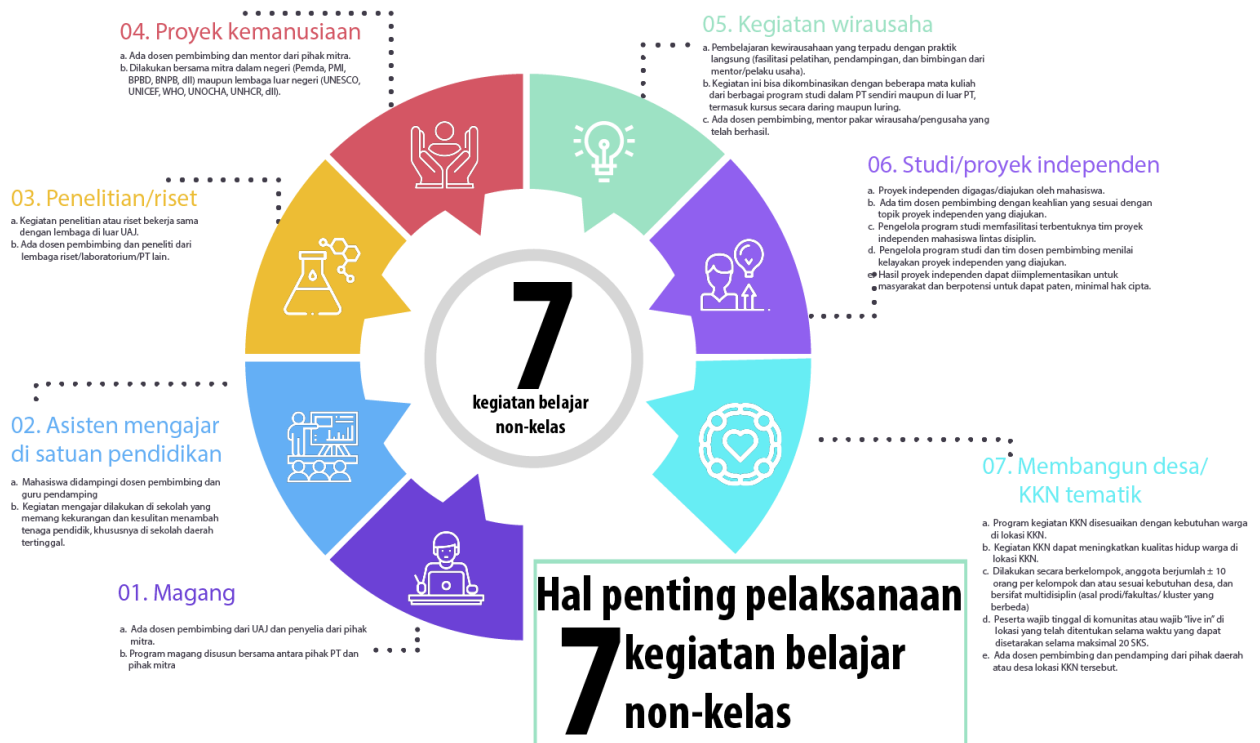 04. Proyek kemanusiaan
a. Ada dosen pembimbing dan mentor dari pihak mitra.
b. Dilakukan bersama mitra dalam negeri (Pemda, PMI,
BPBD, BNPB, dll) maupun lembaga luar negeri (UNESCO,
UNICEF, WHO, UNOCHA, UNHCR, dll).
05. Kegiatan wirausaha
a. Pembelajaran kewirausahaan yang terpadu dengan praktik
langsung (fasilitasi pelatihan, pendampingan, dan bimbingan dari
mentor/pelaku usaha).
b. Kegiatan ini bisa dikombinasikan dengan beberapa mata kuliah
dari berbagai program studi dalam PT sendiri maupun di luar PT,
termasuk kursus secara daring maupun luring.
c. Ada dosen pembimbing, mentor pakar wirausaha/pengusaha yang
telah berhasil.
03. Penelitian/riset
a. Kegiatan penelitian atau riset bekerja sama
dengan lembaga di luar UAJ.
b. Ada dosen pembimbing dan peneliti dari
lembaga riset/laboratorium/PT lain.
06. Studi/proyek independen
a. Proyek independen digagas/diajukan oleh mahasiswa.
b. Ada tim dosen pembimbing dengan keahlian yang sesuai dengan
topik proyek independen yang diajukan.
c. Pengelola program studi memfasilitasi terbentuknya tim proyek
independen mahasiswa lintas disiplin.
d. Pengelola program studi dan tim dosen pembimbing menilai
kelayakan proyek independen yang diajukan.
e. Hasil proyek independen dapat diimplementasikan untuk
masyarakat dan berpotensi untuk dapat paten, minimal hak cipta.
7
kegiatan belajar
non-kelas
02. Asisten mengajar
di satuan pendidikan
a. Mahasiswa didampingi dosen pembimbing dan
guru pendamping
b. Kegiatan mengajar dilakukan di sekolah yang
memang kekurangan dan kesulitan menambah
tenaga pendidik, khususnya di sekolah daerah
tertinggal.
07. Membangun desa/
KKN tematik
a. Program kegiatan KKN disesuaikan dengan kebutuhan warga
di lokasi KKN.
b. Kegiatan KKN dapat meningkatkan kualitas hidup warga di
lokasi KKN.
c. Dilakukan secara berkelompok, anggota berjumlah ± 10
orang per kelompok dan atau sesuai kebutuhan desa, dan
bersifat multidisiplin (asal prodi/fakultas/ kluster yang
berbeda)
d. Peserta wajib tinggal di komunitas atau wajib "live in" di
lokasi yang telah ditentukan selama waktu yang dapat
disetarakan selama maksimal 20 SKS.
e. Ada dosen pembimbing dan pendamping dari pihak daerah
atau desa lokasi KKN tersebut.
01. Magang
a. Ada dosen pembimbing dari UAJ dan penyelia dari pihak
mitra.
b. Program magang disusun bersama antara pihak PT dan
pihak mitra
Hal penting pelaksanaan
7 kegiatan belajar
non-kelas